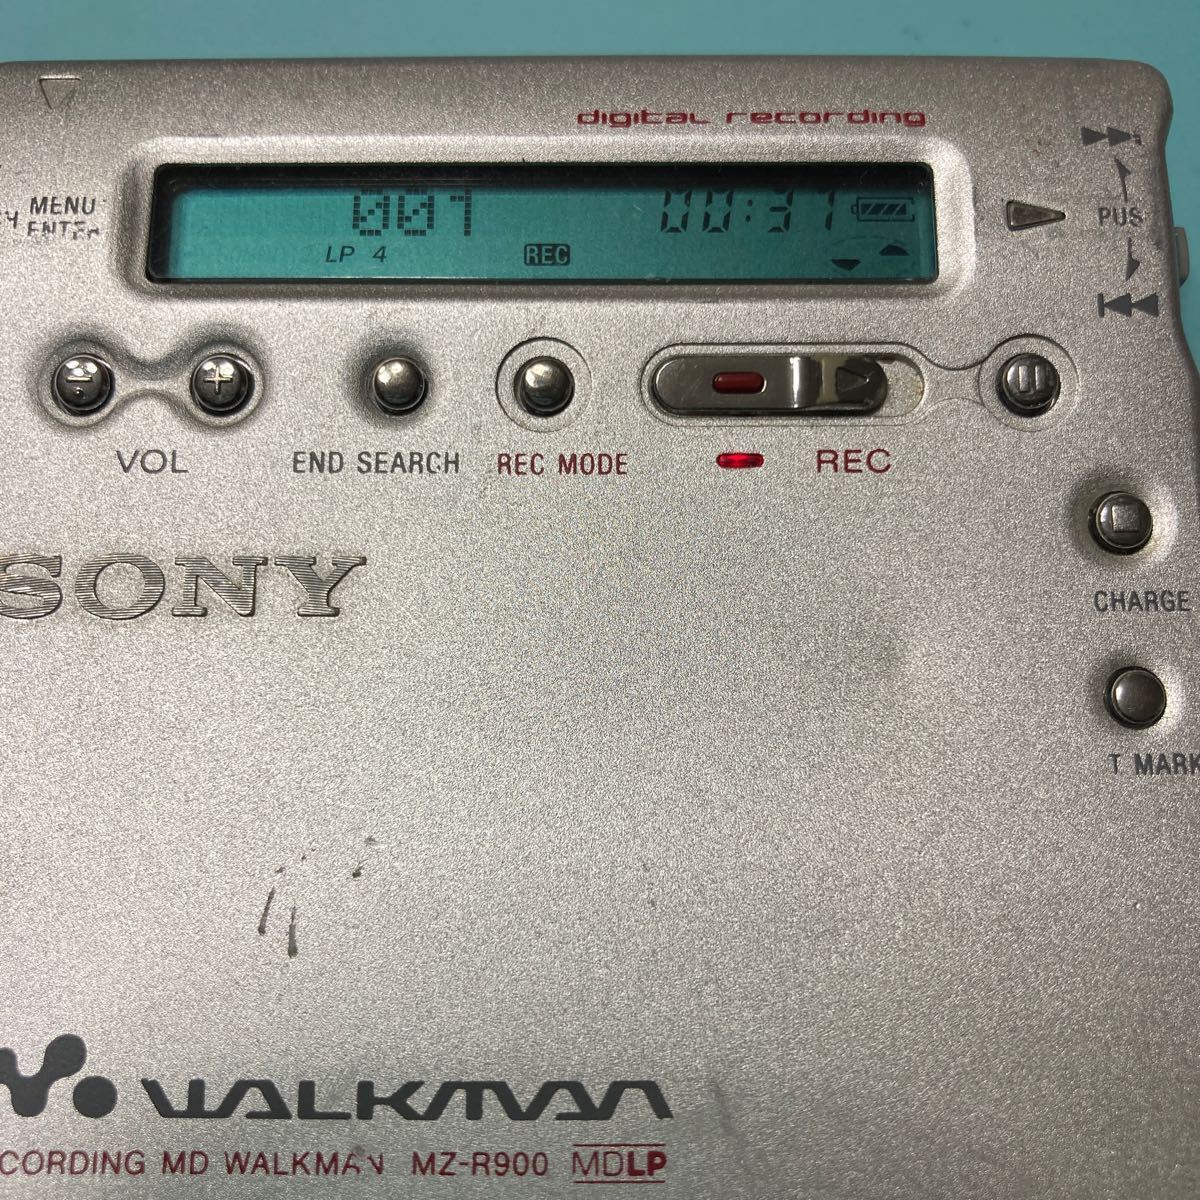 digital recording
MENU
ENTER
007 00:37
LP 4 REC
PUS
- +
VOL
END SEARCH
REC MODE
REC
SONY
CHARGE
T MARK
WALKMAN
CORDING MD WALKMAN MZ-R900 MDLP